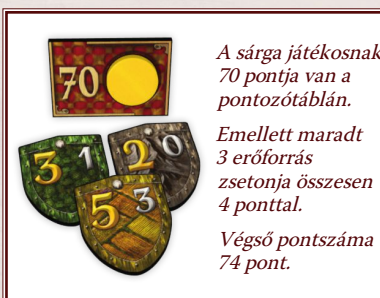 70
3 1
2 0
5 3
A sárga játékosnak
70 pontja van a
pontozótáblán.
Emellett maradt
3 erőforrás
zsetonja összesen
4 ponttal.
Végső pontszáma
74 pont.